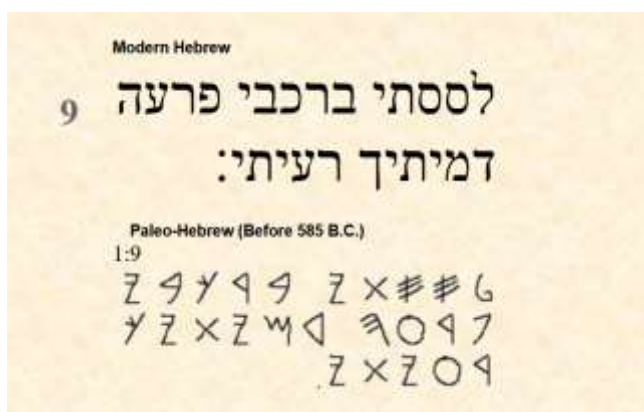 Modern Hebrew
לססתי ברכבי פרעה 9
דמיתיך רעיתי:
Paleo-Hebrew (Before 585 B.C.)
1:9
𐤋𐤎𐤎𐤕𐤉 𐤁𐤓𐤊𐤁𐤉
𐤐𐤓𐤏𐤄 𐤃𐤌𐤉𐤕𐤉𐤊
𐤓𐤏𐤉𐤕𐤉.